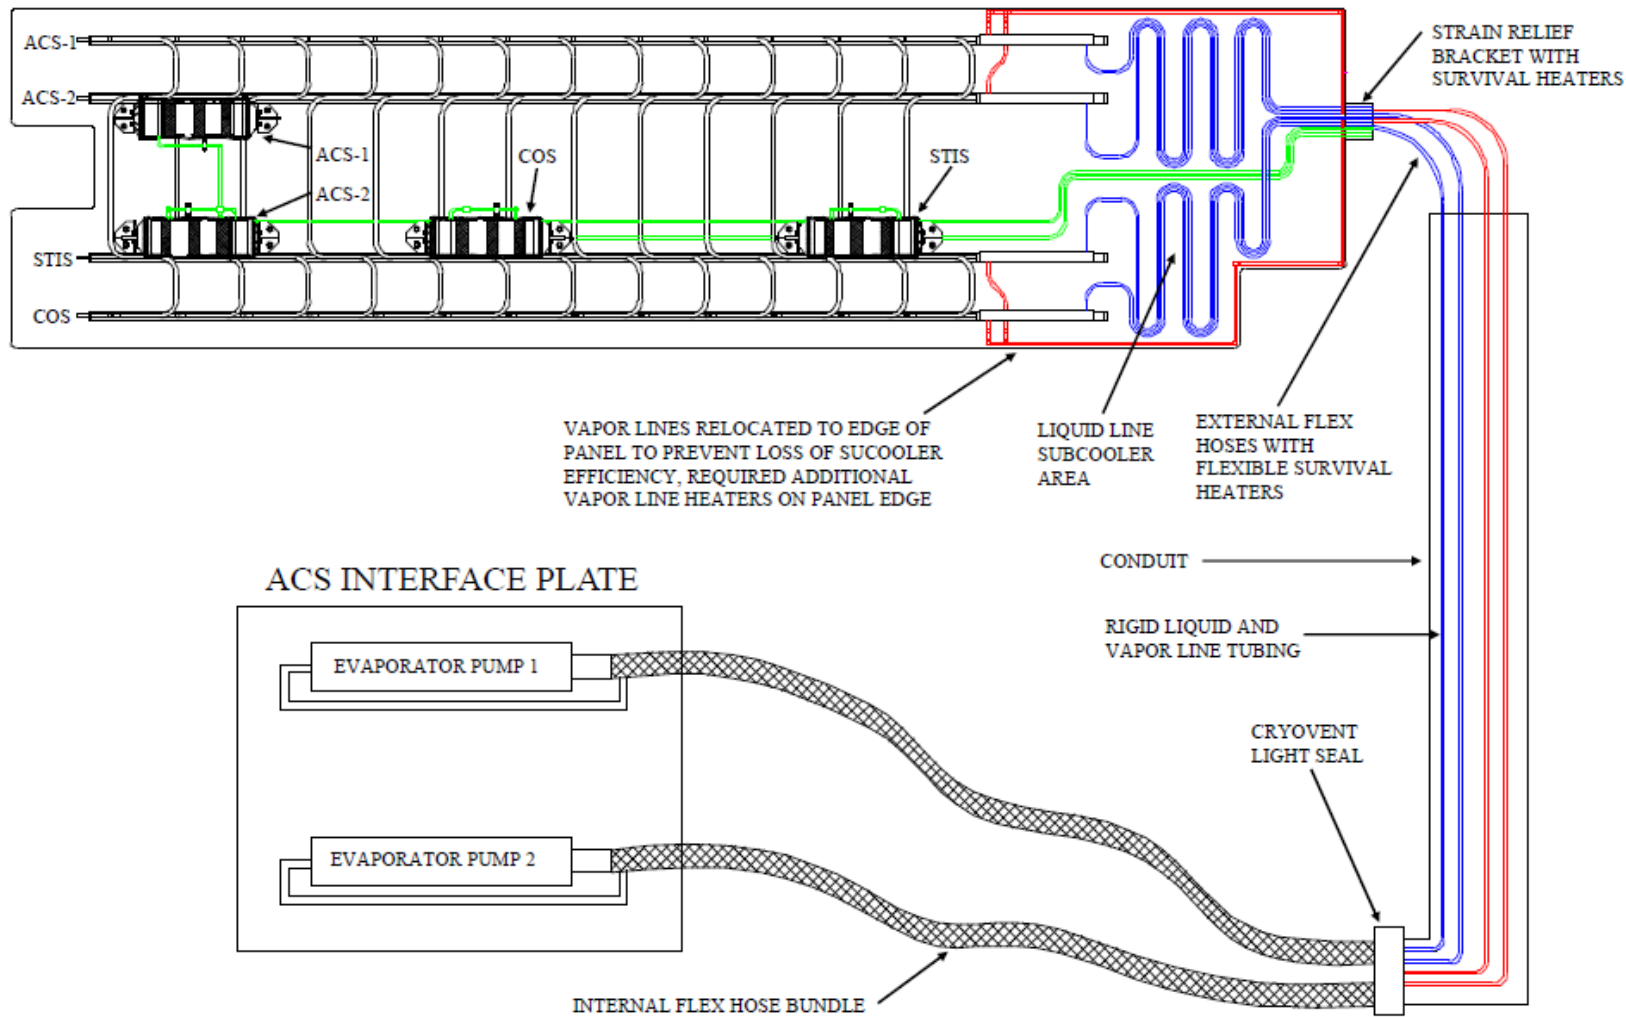 ACS-1
ACS-2
STIS
COS
ACS-1
ACS-2
COS
STIS
STRAIN RELIEF
BRACKET WITH
SURVIVAL HEATERS
VAPOR LINES RELOCATED TO EDGE OF
PANEL TO PREVENT LOSS OF SUCOOLER
EFFICIENCY, REQUIRED ADDITIONAL
VAPOR LINE HEATERS ON PANEL EDGE
LIQUID LINE
SUBCOOLER
AREA
EXTERNAL FLEX
HOSES WITH
FLEXIBLE SURVIVAL
HEATERS
CONDUIT
RIGID LIQUID AND
VAPOR LINE TUBING
CRYOVENT
LIGHT SEAL
ACS INTERFACE PLATE
EVAPORATOR PUMP 1
EVAPORATOR PUMP 2
INTERNAL FLEX HOSE BUNDLE